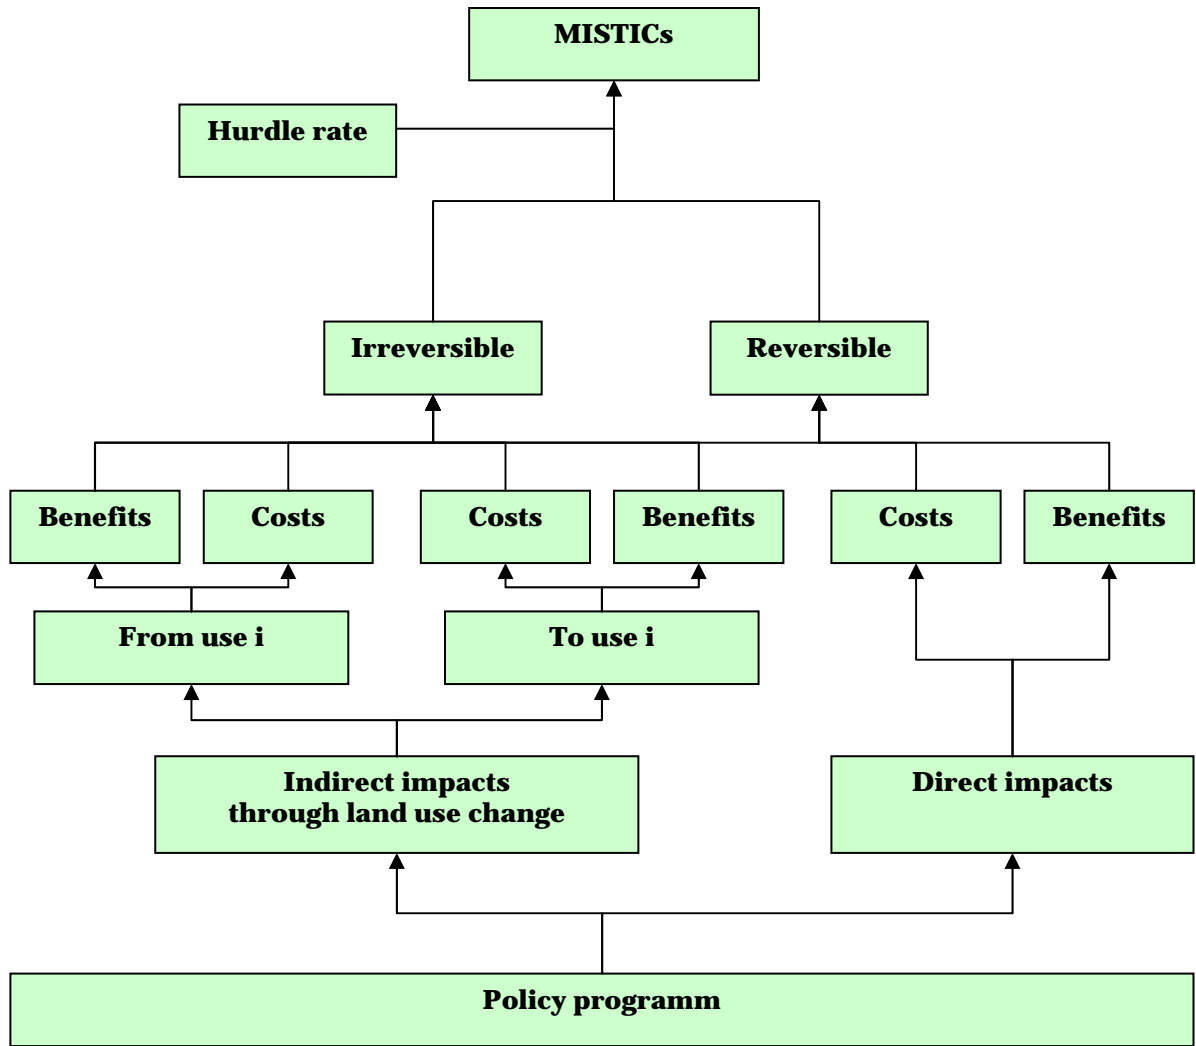 MISTICs
Hurdle rate
Irreversible
Reversible
Benefits
Costs
Costs
Benefits
Costs
Benefits
From use i
To use i
Indirect impacts
through land use change
Direct impacts
Policy programm